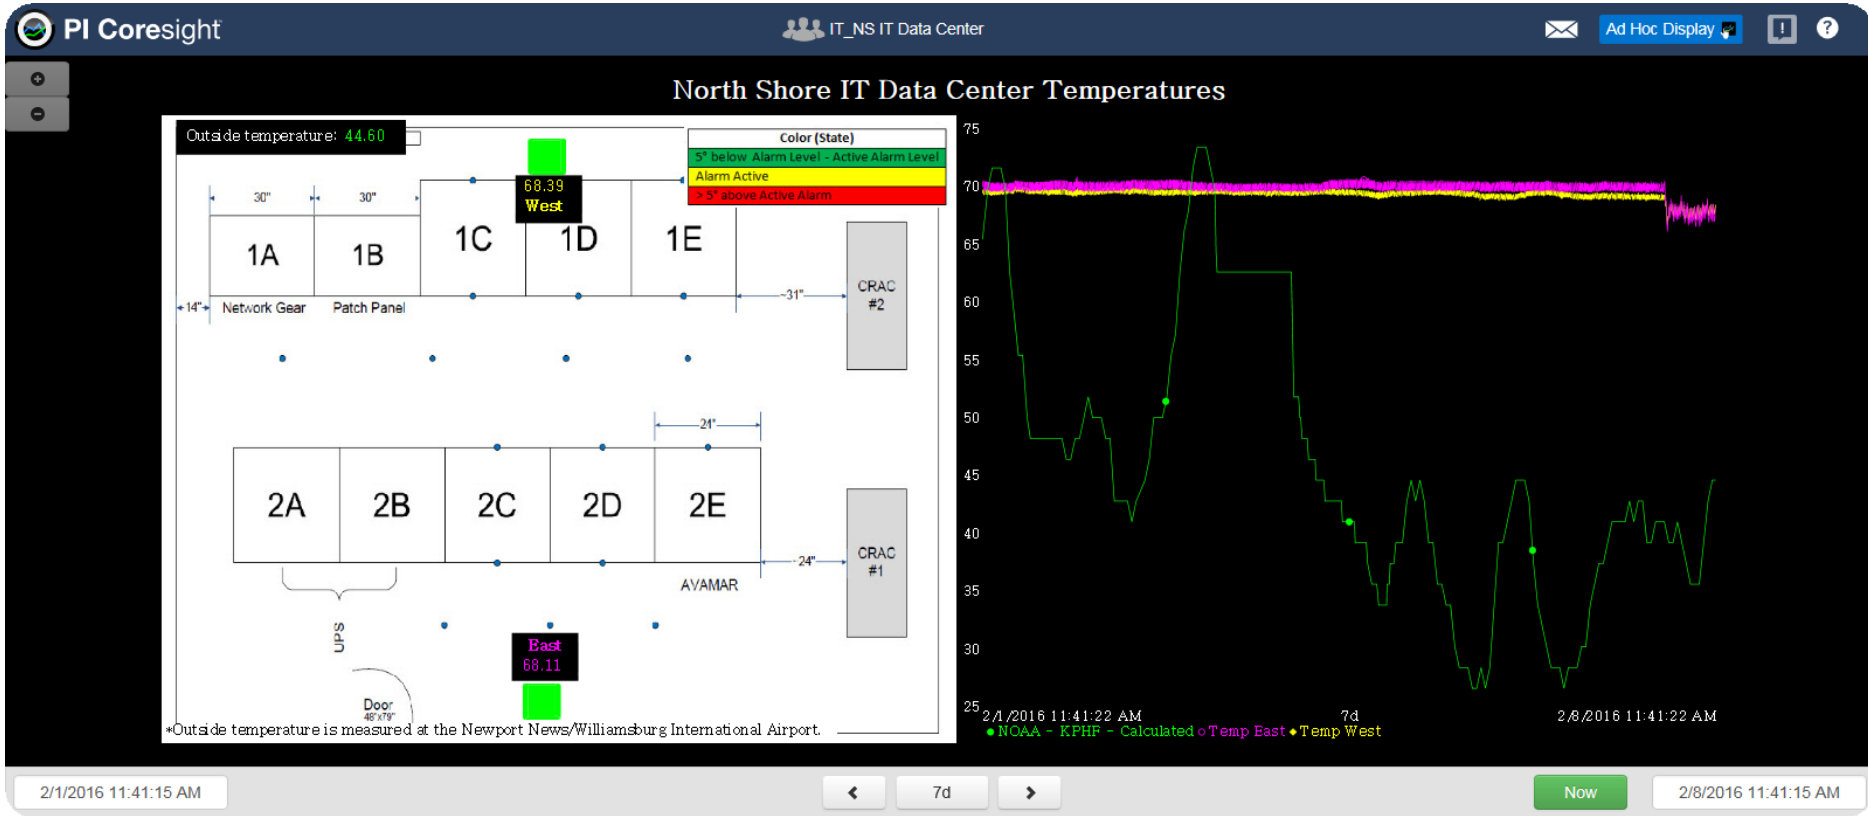 PI Coresight
IT_NS IT Data Center
Ad Hoc Display
North Shore IT Data Center Temperatures
Outside temperature: 44.60
Color (State)
5° below Alarm Level - Active Alarm Level
Alarm Active
> 5° above Active Alarm
68.39
West
30"
30"
1A
1B
1C
1D
1E
14"
Network Gear
Patch Panel
~31"
CRAC
#2
24"
2A
2B
2C
2D
2E
~24"
CRAC
#1
AVAMAR
UPS
East
68.11
Door
48"x79"
*Outside temperature is measured at the Newport News/Williamsburg International Airport.
75
70
65
60
55
50
45
40
35
30
25
2/1/2016 11:41:22 AM
7d
2/8/2016 11:41:22 AM
NOAA - KPHF - Calculated Temp East Temp West
2/1/2016 11:41:15 AM
7d
Now
2/8/2016 11:41:15 AM